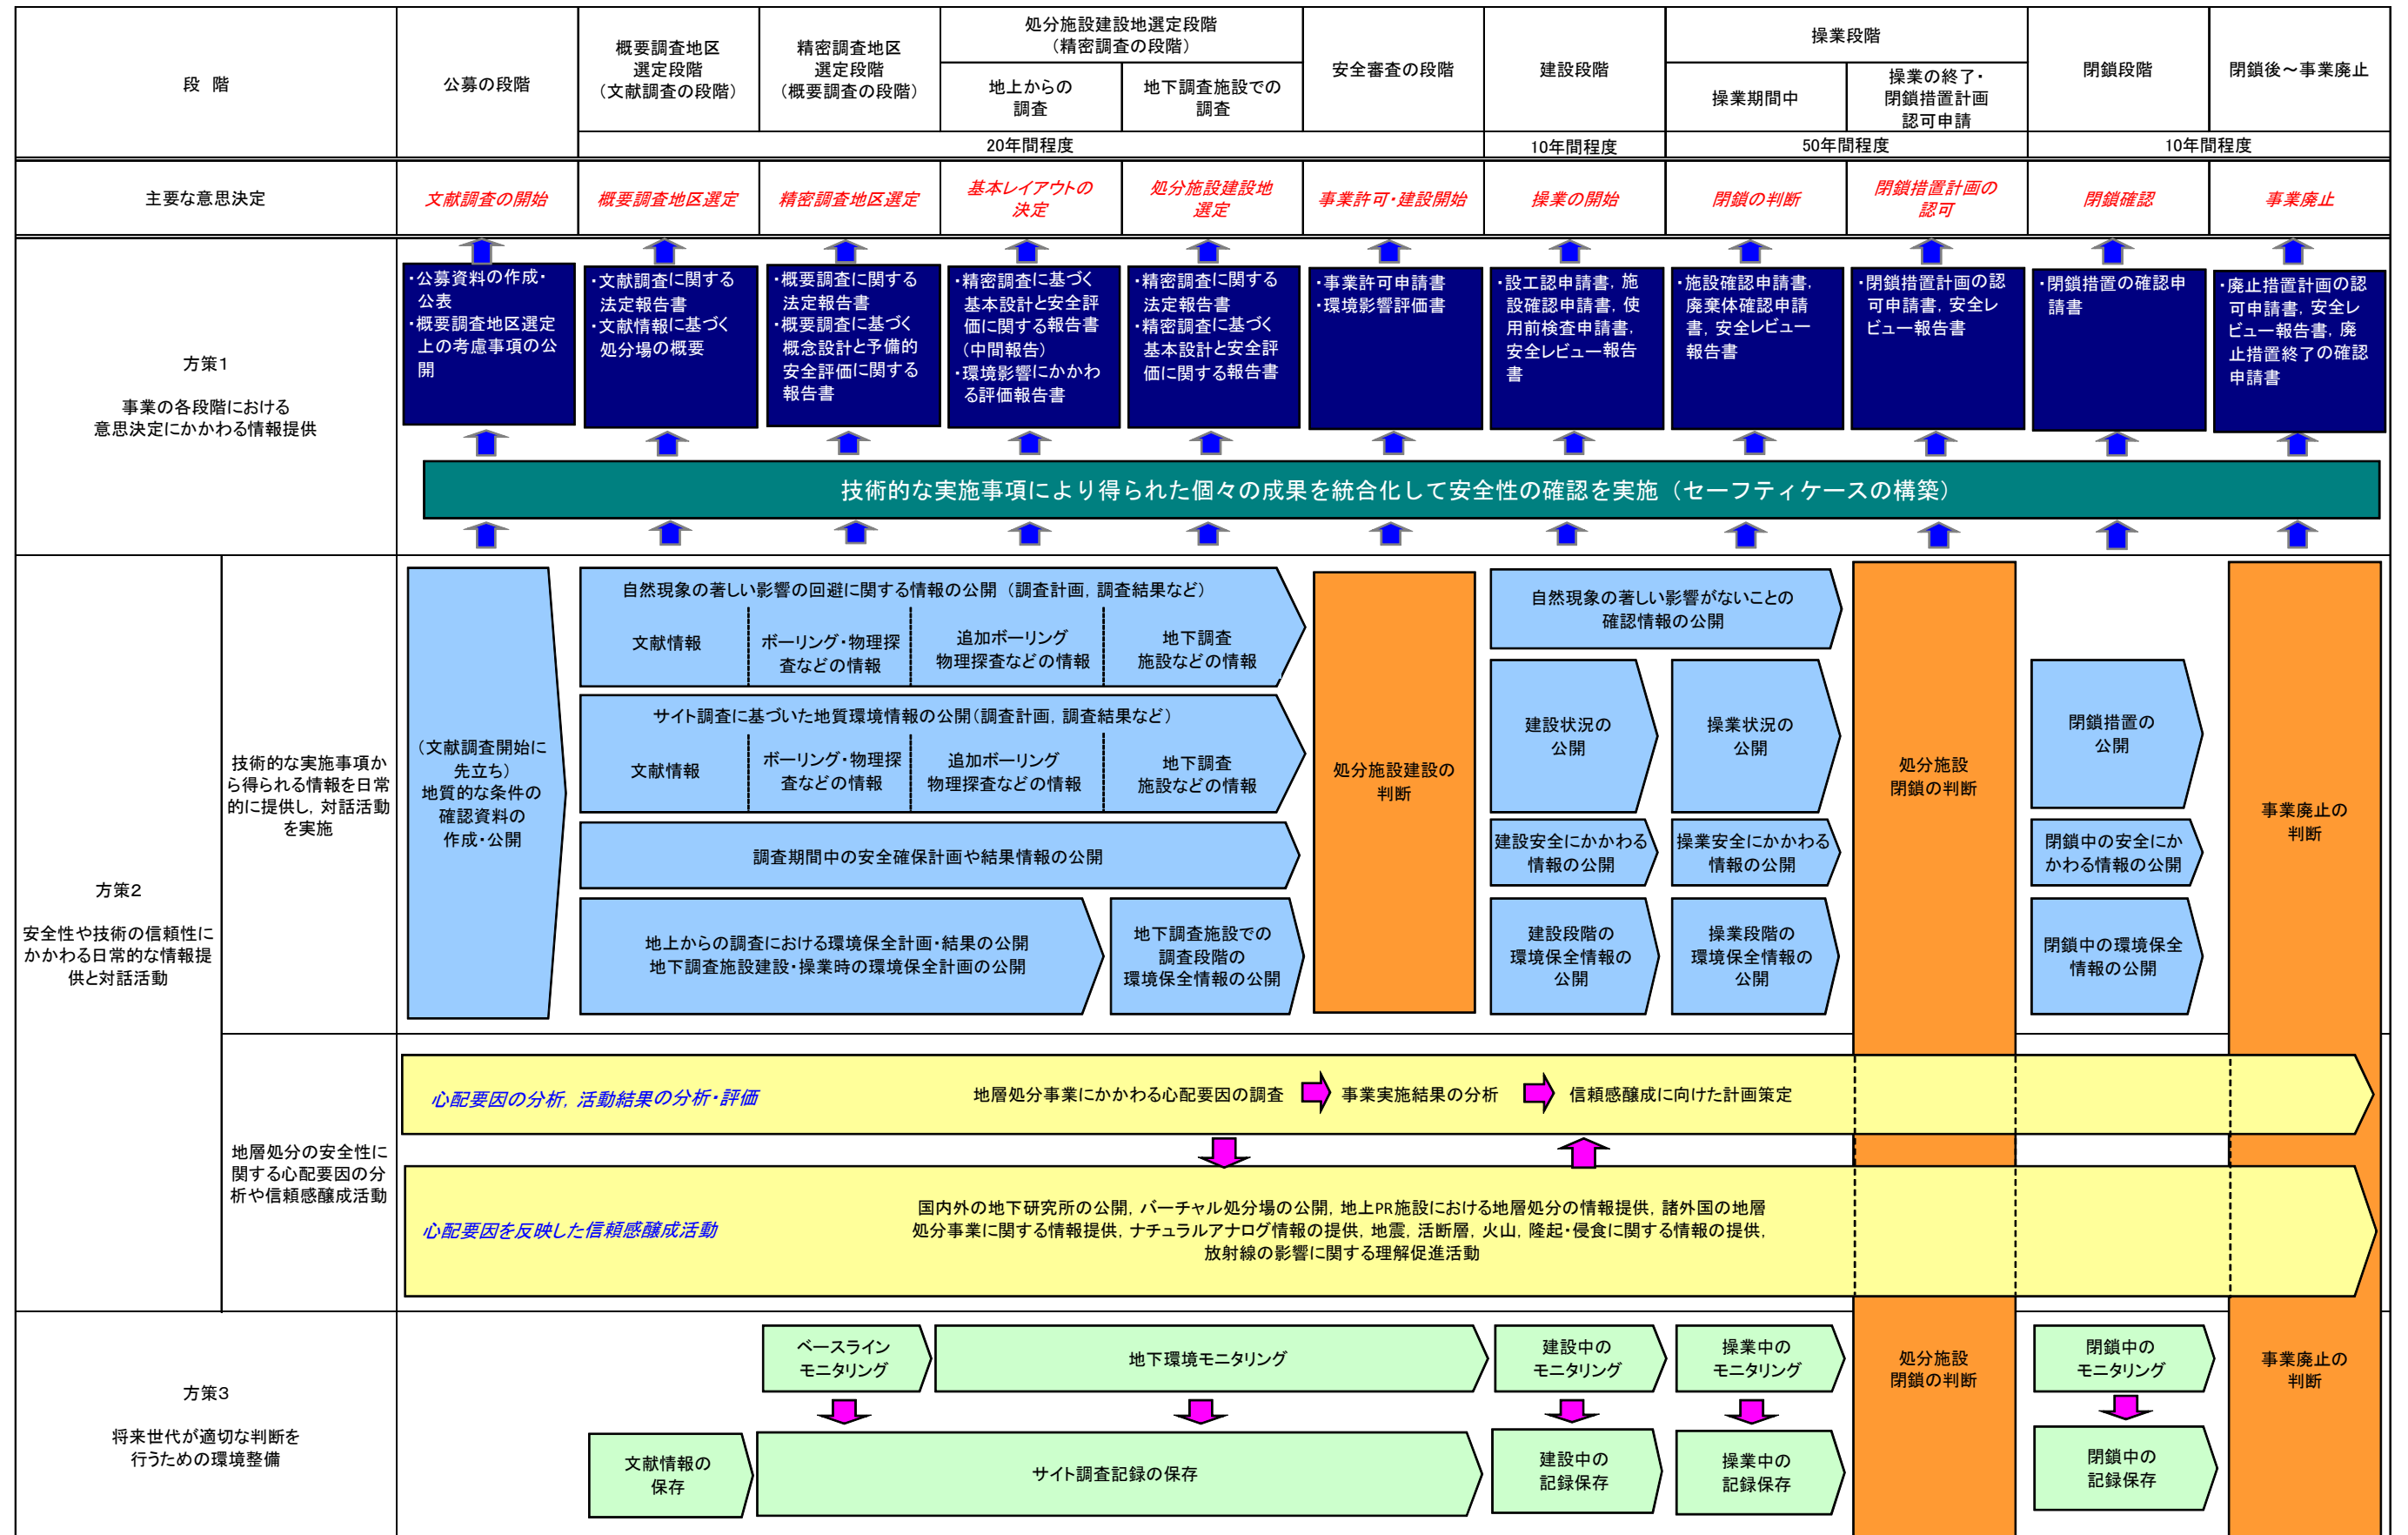 段 階
公募の段階
概要調査地区
選定段階
（文献調査の段階）
精密調査地区
選定段階
（概要調査の段階）
処分施設建設地選定段階
（精密調査の段階）
地上からの
調査
地下調査施設での
調査
安全審査の段階
建設段階
操業段階
操業期間中
操業の終了・
閉鎖措置計画
認可申請
閉鎖段階
閉鎖後～事業廃止
20年間程度
10年間程度
50年間程度
10年間程度
主要な意思決定
文献調査の開始
概要調査地区選定
精密調査地区選定
基本レイアウトの
決定
処分施設建設地
選定
事業許可・建設開始
操業の開始
閉鎖の判断
閉鎖措置計画の
認可
閉鎖確認
事業廃止
方策1
事業の各段階における
意思決定にかかわる情報提供
・公募資料の作成・
公表
・概要調査地区選定
上の考慮事項の公
開
・文献調査に関する
法定報告書
・文献情報に基づく
処分場の概要
・概要調査に関する
法定報告書
・概要調査に基づく
概念設計と予備的
安全評価に関する
報告書
・精密調査に基づく
基本設計と安全評
価に関する報告書
（中間報告）
・環境影響にかかわ
る評価報告書
・精密調査に関する
法定報告書
・精密調査に基づく
基本設計と安全評
価に関する報告書
・事業許可申請書
・環境影響評価書
・設工認申請書，施
設確認申請書，使
用前検査申請書，
安全レビュー報告
書
・施設確認申請書，
廃棄体確認申請
書，安全レビュー
報告書
・閉鎖措置計画の認
可申請書，安全レ
ビュー報告書
・閉鎖措置の確認申
請書
・廃止措置計画の認
可申請書，安全レ
ビュー報告書，廃
止措置終了の確認
申請書
技術的な実施事項により得られた個々の成果を統合化して安全性の確認を実施（セーフティケースの構築）
方策2
安全性や技術の信頼性に
かかわる日常的な情報提
供と対話活動
技術的な実施事項か
ら得られる情報を日常
的に提供し，対話活動
を実施
（文献調査開始に
先立ち）
地質的な条件の
確認資料の
作成・公開
自然現象の著しい影響の回避に関する情報の公開（調査計画，調査結果など）
文献情報
ボーリング・物理探
査などの情報
追加ボーリング
物理探査などの情報
地下調査
施設などの情報
サイト調査に基づいた地質環境情報の公開（調査計画，調査結果など）
文献情報
ボーリング・物理探
査などの情報
追加ボーリング
物理探査などの情報
地下調査
施設などの情報
調査期間中の安全確保計画や結果情報の公開
地上からの調査における環境保全計画・結果の公開
地下調査施設建設・操業時の環境保全計画の公開
地下調査施設での
調査段階の
環境保全情報の公開
処分施設建設の
判断
自然現象の著しい影響がないことの
確認情報の公開
建設状況の
公開
操業状況の
公開
建設安全にかかわる
情報の公開
操業安全にかかわる
情報の公開
建設段階の
環境保全情報の
公開
操業段階の
環境保全情報の
公開
処分施設
閉鎖の判断
閉鎖措置の
公開
閉鎖中の安全にか
かわる情報の公開
閉鎖中の環境保全
情報の公開
事業廃止の
判断
地層処分の安全性に
関する心配要因の分
析や信頼感醸成活動
心配要因の分析，活動結果の分析・評価
地層処分事業にかかわる心配要因の調査
事業実施結果の分析
信頼感醸成に向けた計画策定
心配要因を反映した信頼感醸成活動
国内外の地下研究所の公開，バーチャル処分場の公開，地上PR施設における地層処分の情報提供，諸外国の地層
処分事業に関する情報提供，ナチュラルアナログ情報の提供，地震，活断層，火山，隆起・侵食に関する情報の提供，
放射線の影響に関する理解促進活動
方策3
将来世代が適切な判断を
行うための環境整備
ベースライン
モニタリング
地下環境モニタリング
建設中の
モニタリング
操業中の
モニタリング
処分施設
閉鎖の判断
閉鎖中の
モニタリング
事業廃止の
判断
文献情報の
保存
サイト調査記録の保存
建設中の
記録保存
操業中の
記録保存
閉鎖中の
記録保存